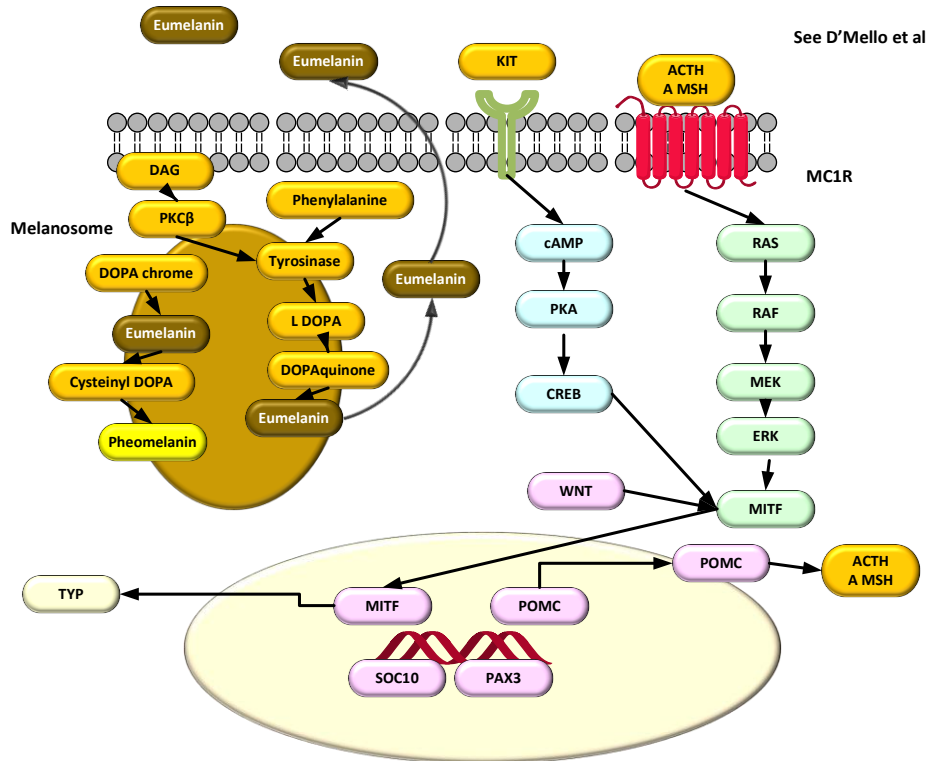 Eumelanin
See D'Mello et al
Eumelanin
KIT
ACTH
A MSH
DAG
MC1R
PKCβ
Phenylalanine
Melanosome
cAMP
RAS
DOPA chrome
Tyrosinase
Eumelanin
PKA
RAF
Eumelanin
L DOPA
Cysteinyl DOPA
DOPAquinone
MEK
CREB
Eumelanin
Pheomelanin
ERK
WNT
MITF
POMC
ACTH
A MSH
TYP
MITF
POMC
SOC10
PAX3